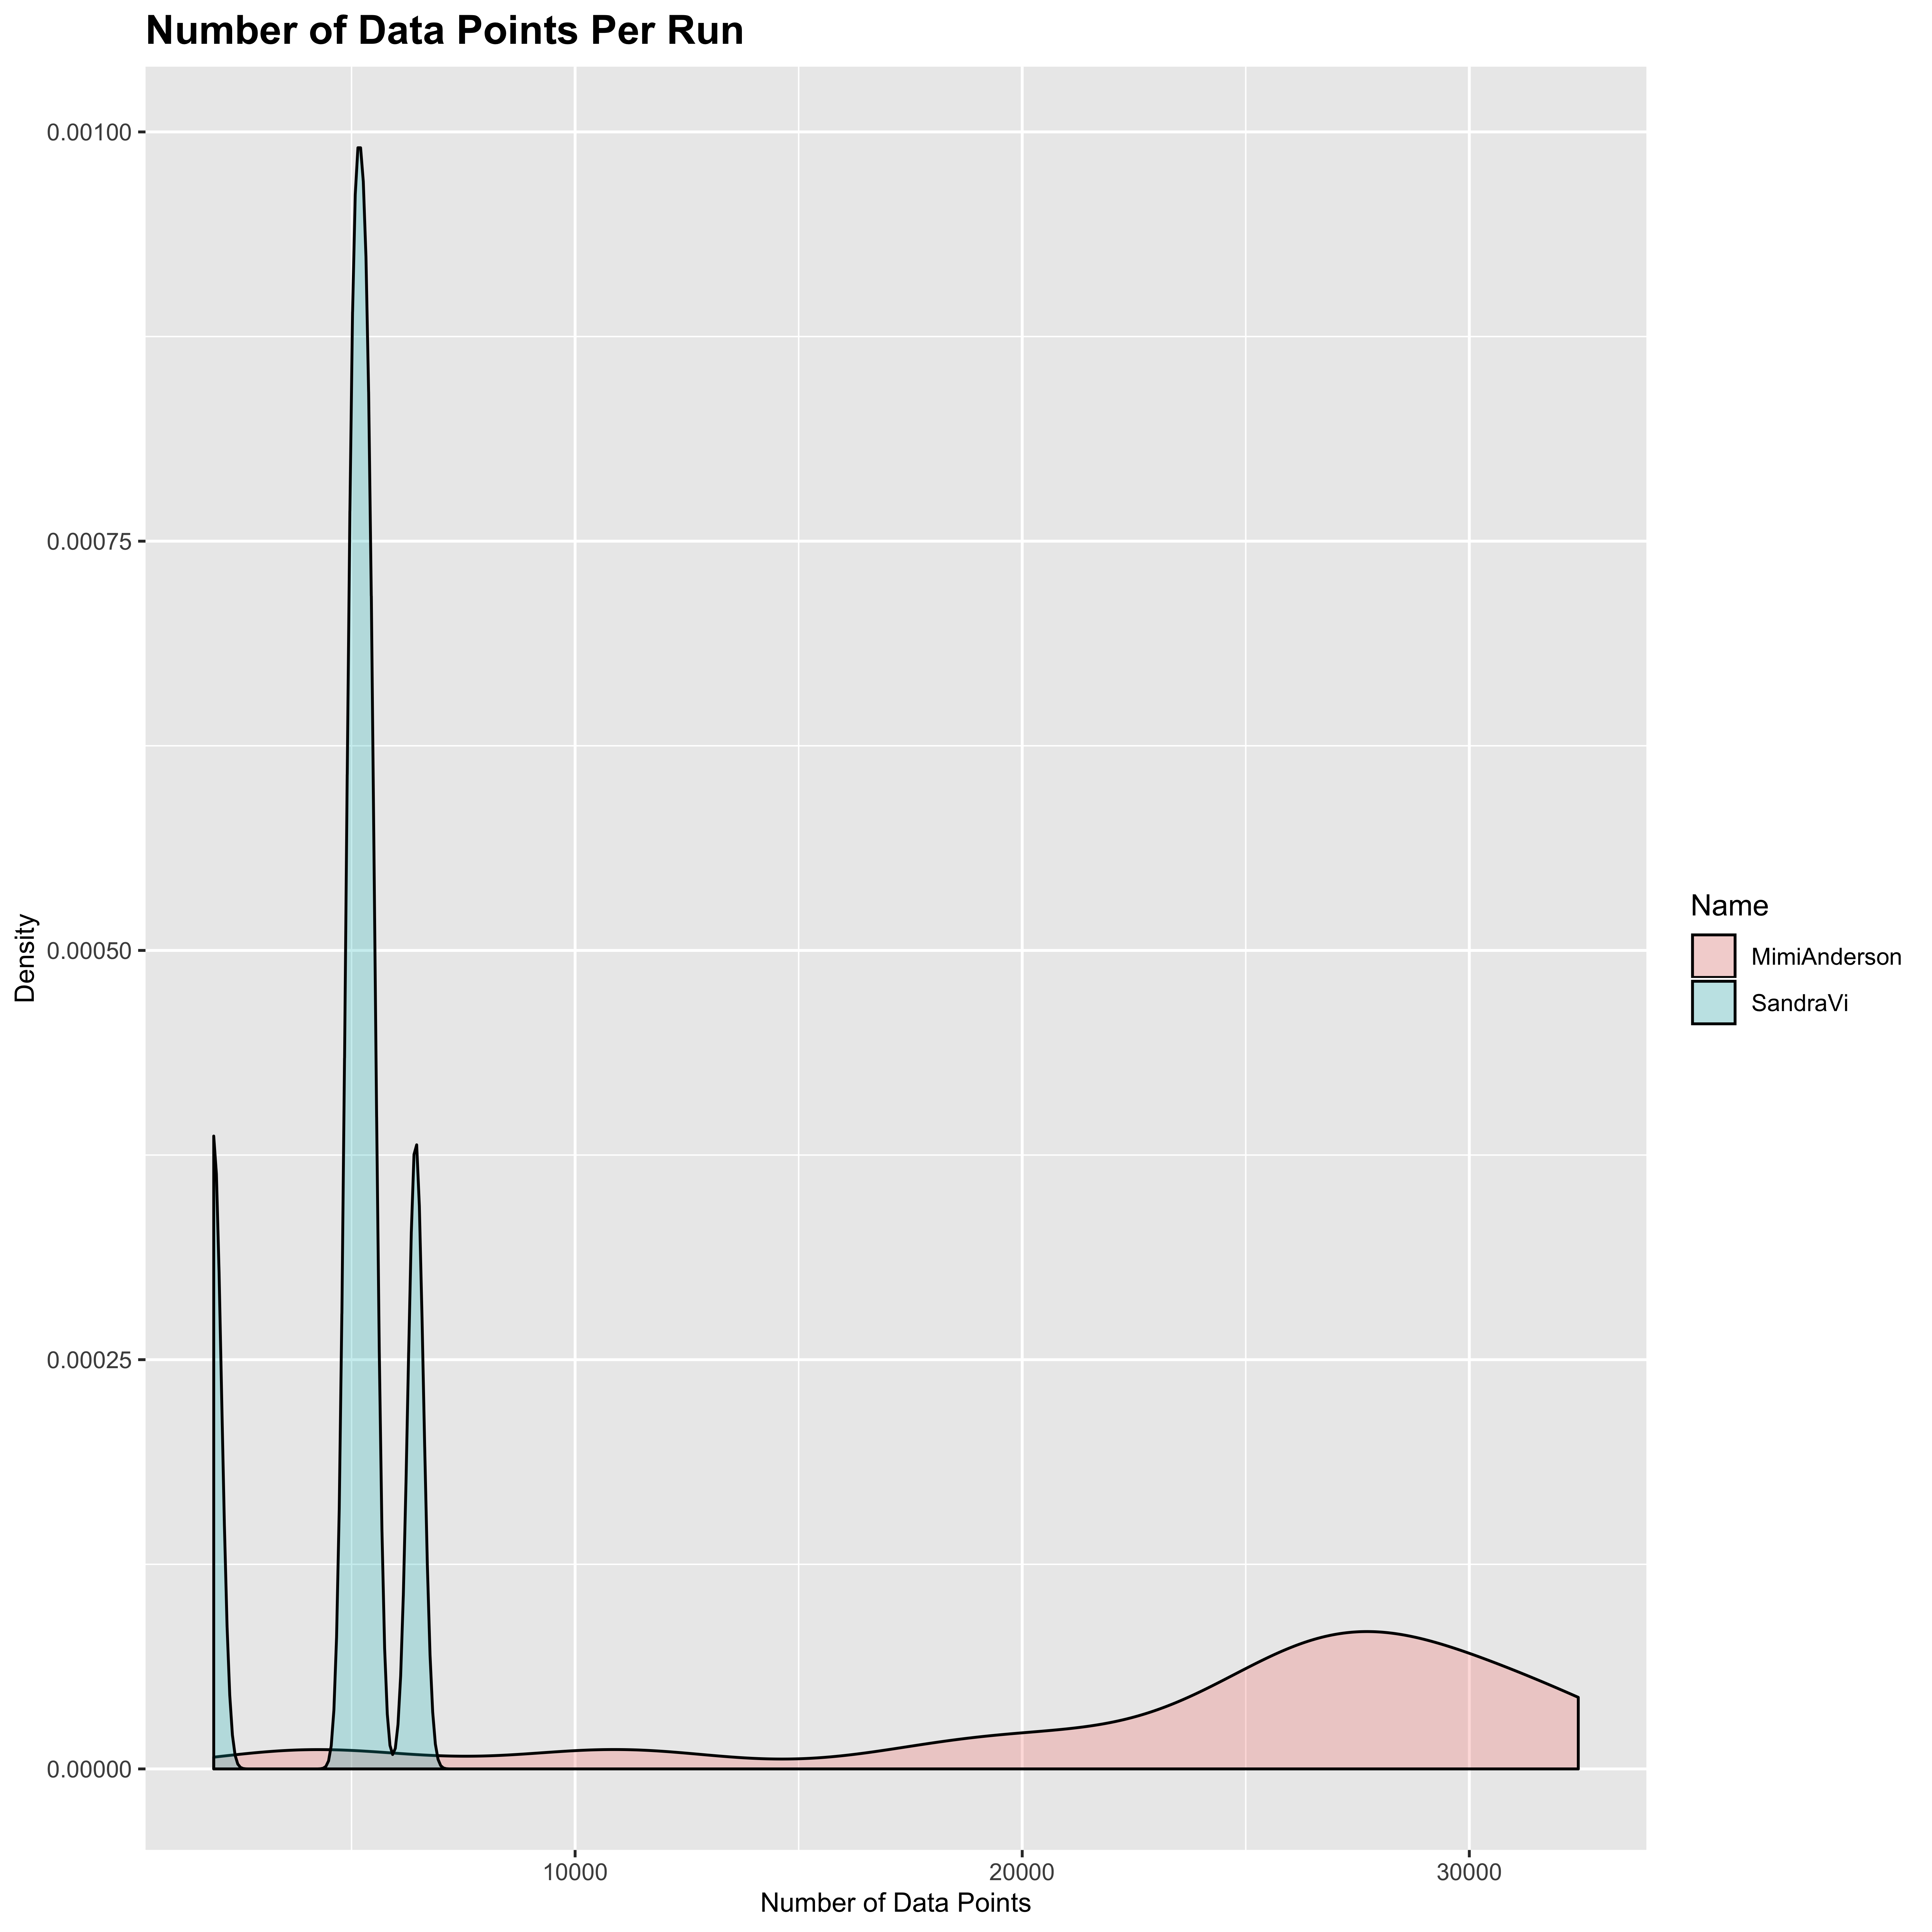 Number of Data Points Per Run
0.00100
0.00075
0.00050
0.00025
0.00000
Density
10000
20000
30000
Number of Data Points
Name
MimiAnderson
SandraVi